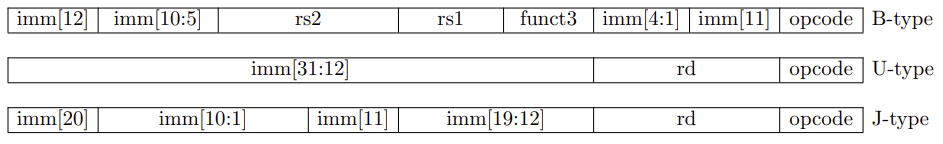 imm[12] imm[10:5] rs2 rs1 funct3 imm[4:1] imm[11] opcode B-type
imm[31:12] rd opcode U-type
imm[20] imm[10:1] imm[11] imm[19:12] rd opcode J-type